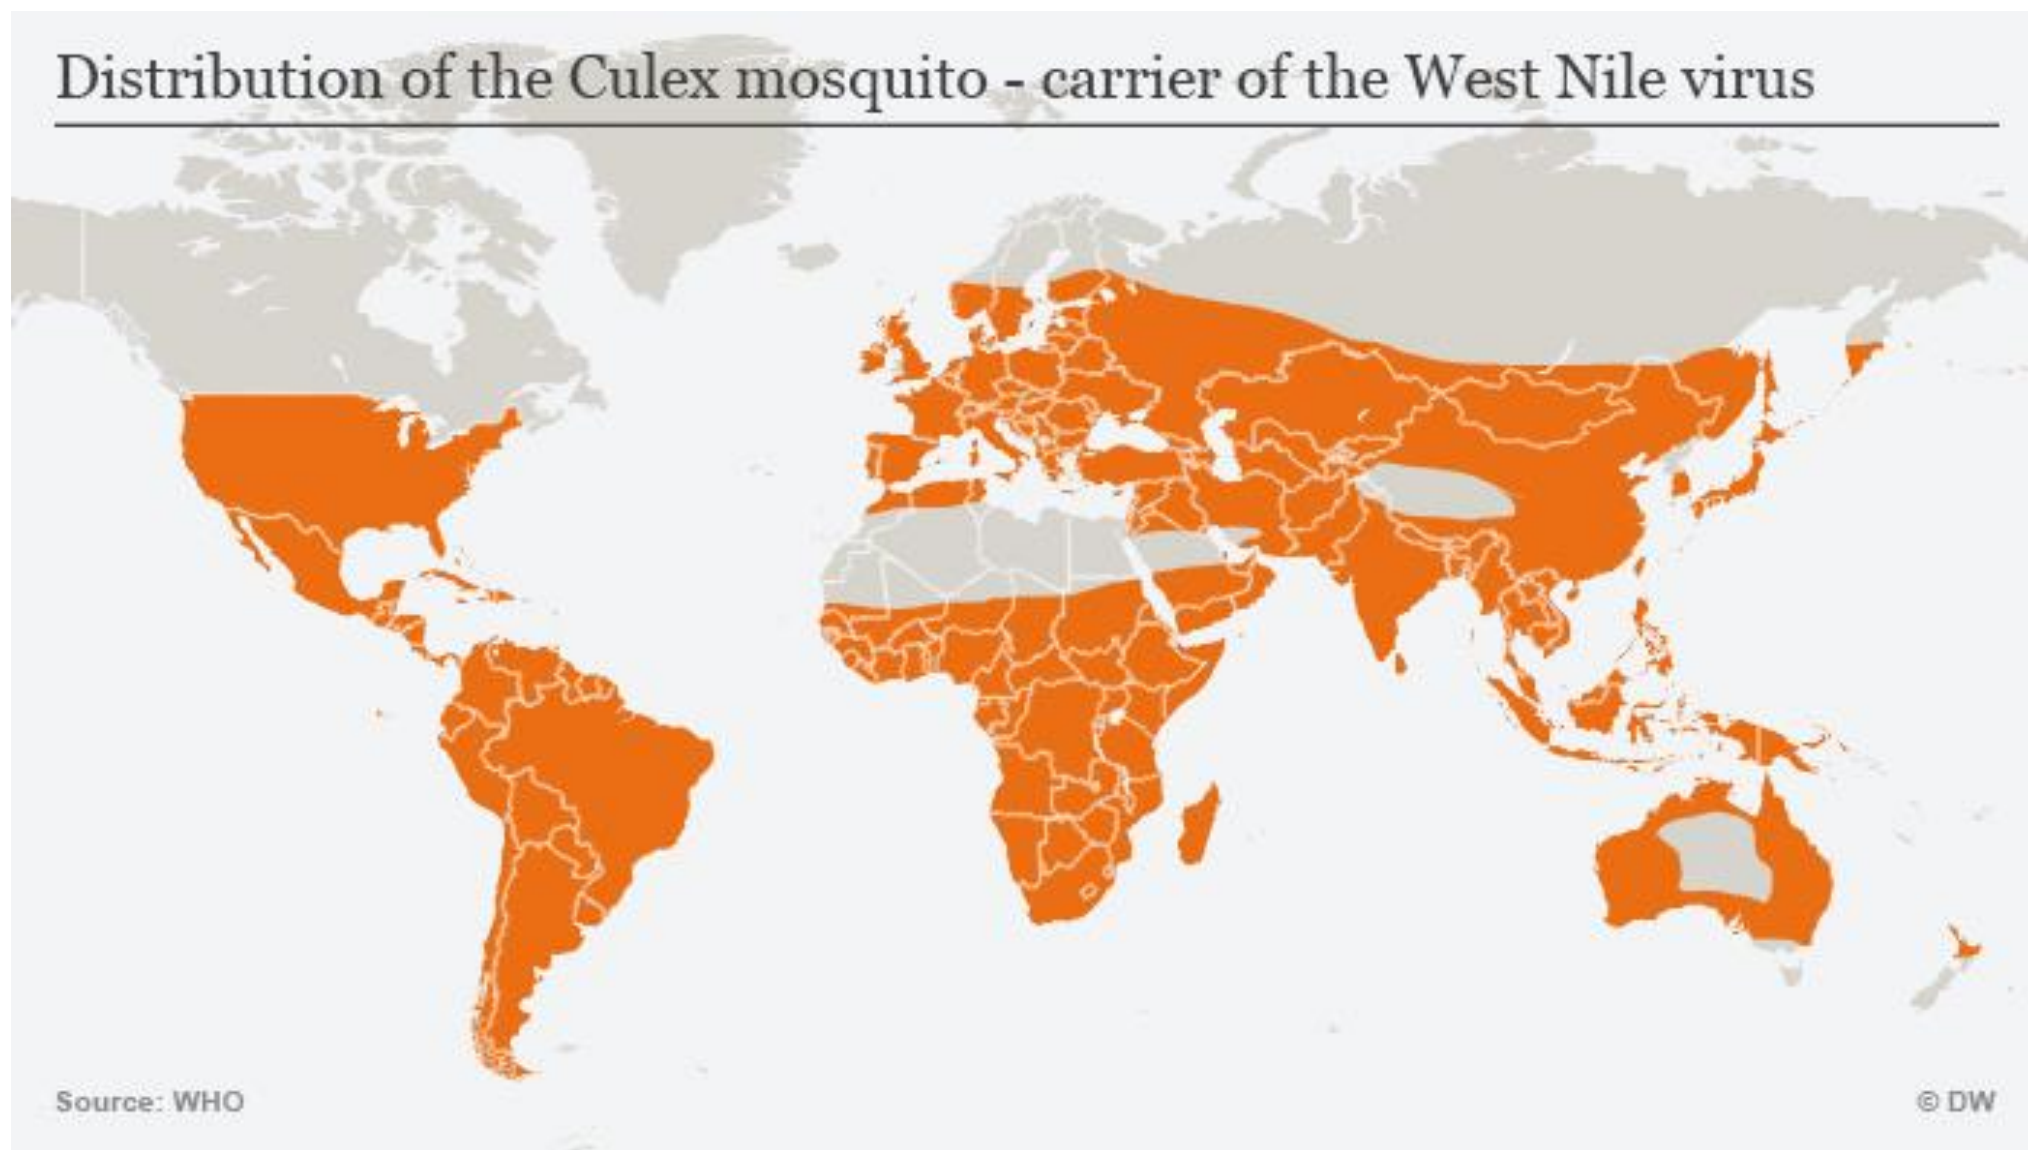 Distribution of the Culex mosquito - carrier of the West Nile virus
Source: WHO
© DW